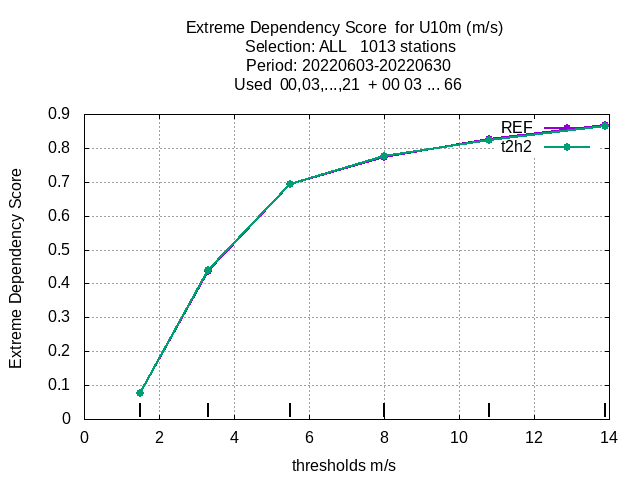 Extreme Dependency Score  for U10m (m/s)
Selection: ALL   1013 stations
Period: 20220603-20220630
Used  00,03,...,21  + 00 03 ... 66
Extreme Dependency Score
0.9
0.8
0.7
0.6
0.5
0.4
0.3
0.2
0.1
0
REF
t2h2
0 2 4 6 8 10 12 14
thresholds m/s